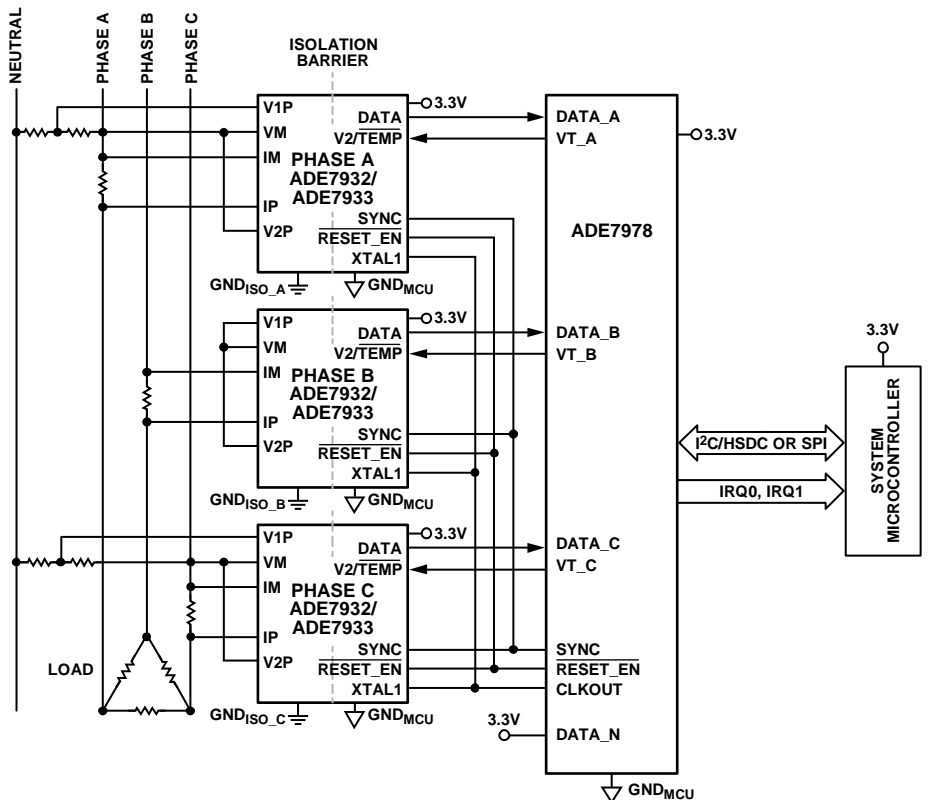 NEUTRAL
PHASE A
PHASE B
PHASE C
ISOLATION
BARRIER
V1P
VM
IM
IP
V2P
3.3V
DATA
V2/TEMP
PHASE A
ADE7932/
ADE7933
SYNC
RESET_EN
XTAL1
GNDISO_A
GNDMCU
V1P
VM
IM
IP
V2P
3.3V
DATA
V2/TEMP
PHASE B
ADE7932/
ADE7933
SYNC
RESET_EN
XTAL1
GNDISO_B
GNDMCU
V1P
VM
IM
IP
V2P
3.3V
DATA
V2/TEMP
PHASE C
ADE7932/
ADE7933
SYNC
RESET_EN
XTAL1
GNDISO_C
GNDMCU
LOAD
DATA_A
VT_A
3.3V
ADE7978
DATA_B
VT_B
DATA_C
VT_C
SYNC
RESET_EN
CLKOUT
3.3V
DATA_N
GNDMCU
I2C/HSDC OR SPI
IRQ0, IRQ1
3.3V
SYSTEM
MICROCONTROLLER